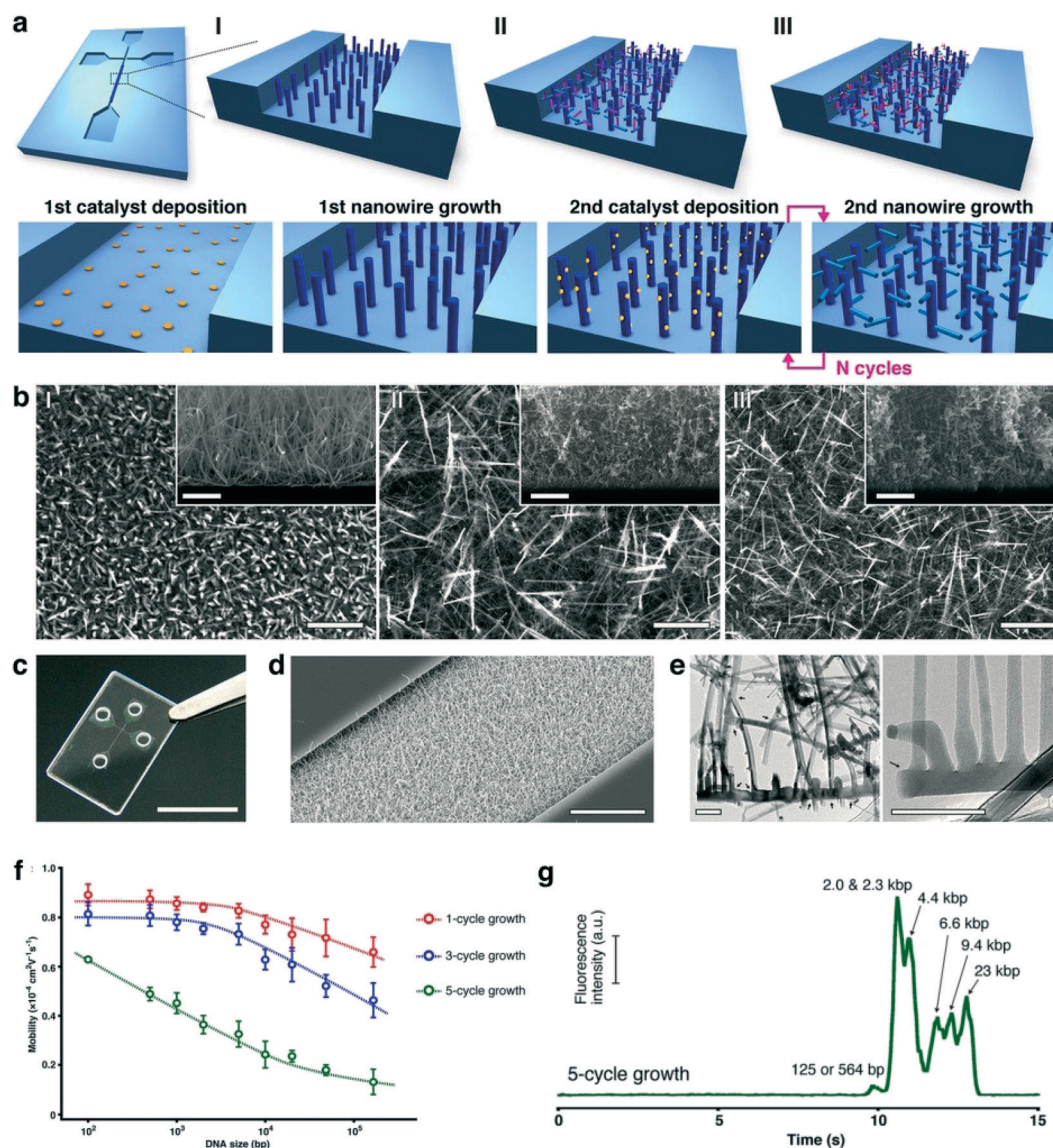 a
I
II
III
1st catalyst deposition
1st nanowire growth
2nd catalyst deposition
2nd nanowire growth
N cycles
b
I
II
III
c
d
e
f
1.0
0.8
0.6
0.4
0.2
0
Mobility (x10⁻⁴ cm²V⁻¹s⁻¹)
10² 10³ 10⁴ 10⁵
DNA size (bp)
1-cycle growth
3-cycle growth
5-cycle growth
g
Fluorescence
intensity (a.u.)
2.0 & 2.3 kbp
4.4 kbp
6.6 kbp
9.4 kbp
23 kbp
125 or 564 bp
5-cycle growth
0 5 10 15
Time (s)